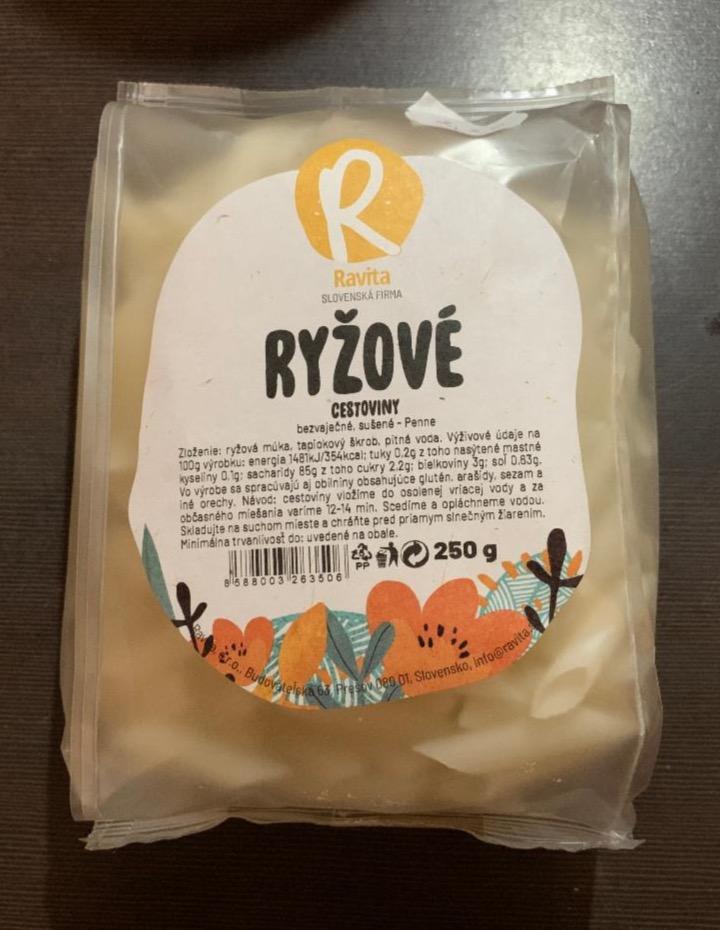 R
Ravita
SLOVENSKÁ FIRMA
RYŽOVÉ
CESTOVINY
bezvaječné, sušené - Penne
Zloženie: ryžová múka, tapiokový škrob, pitná voda. Výživové údaje na
100g výrobku: energia 1481kJ/354kcal; tuky 0.2g z toho nasýtené mastné
kyseliny 0.1g; sacharidy 85g z toho cukry 2.2g; bielkoviny 3g; soľ 0.63g.
Vo výrobe sa spracúvajú aj obilniny obsahujúce glutén, arašidy, sezam a
iné orechy. Návod: cestoviny vložíme do osolenej vriacej vody a za
občasného miešania varíme 12-14 min. Scedíme a opláchneme vodou.
Skladujte na suchom mieste a chráňte pred priamym slnečným žiarením.
Minimálna trvanlivosť do: uvedené na obale.
PP
250 g
8 588003 263506
Ravita, s.r.o., Budovateľská 63, Prešov 080 01, Slovensko, info@ravita.